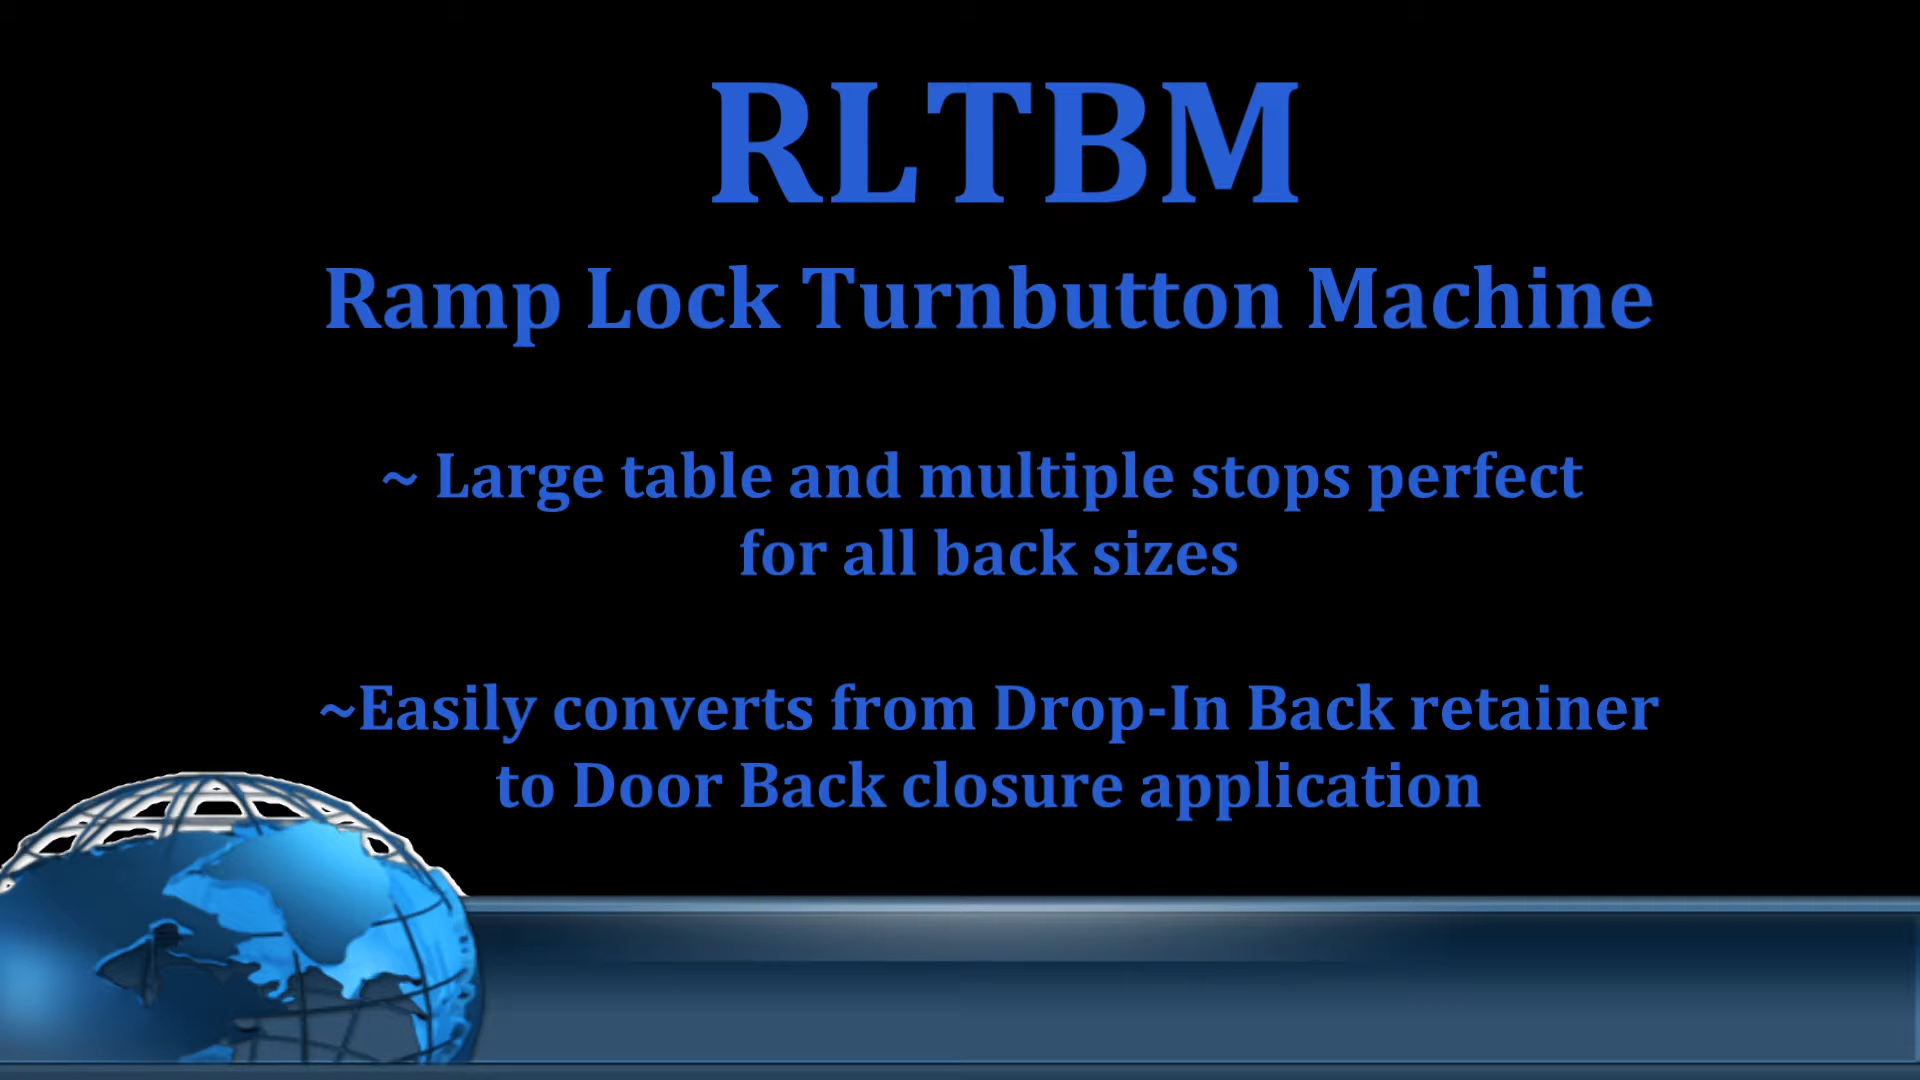 RLTBM
Ramp Lock Turnbutton Machine
~ Large table and multiple stops perfect
for all back sizes
~Easily converts from Drop-In Back retainer
to Door Back closure application